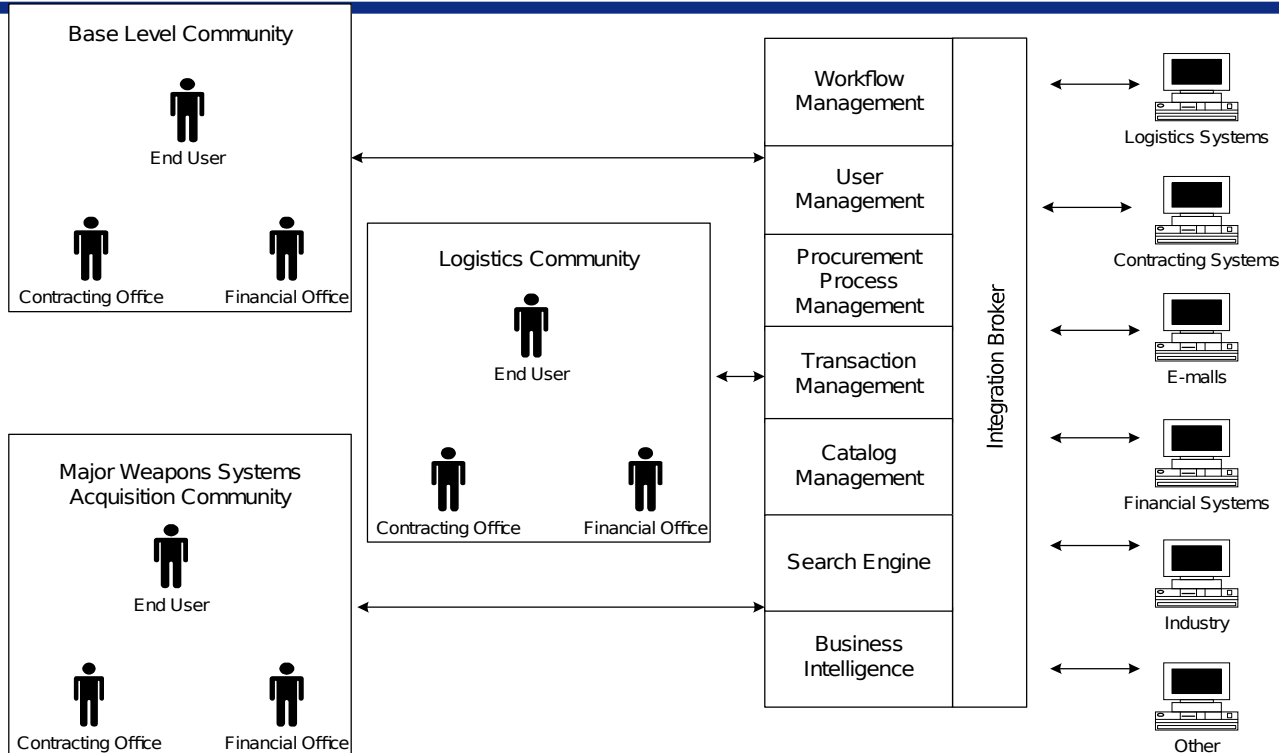 Base Level Community
End User
Contracting Office
Financial Office
Logistics Community
End User
Contracting Office
Financial Office
Major Weapons Systems
Acquisition Community
End User
Contracting Office
Financial Office
Workflow
Management
User
Management
Procurement
Process
Management
Transaction
Management
Catalog
Management
Search Engine
Business
Intelligence
Integration Broker
Logistics Systems
Contracting Systems
E-malls
Financial Systems
Industry
Other